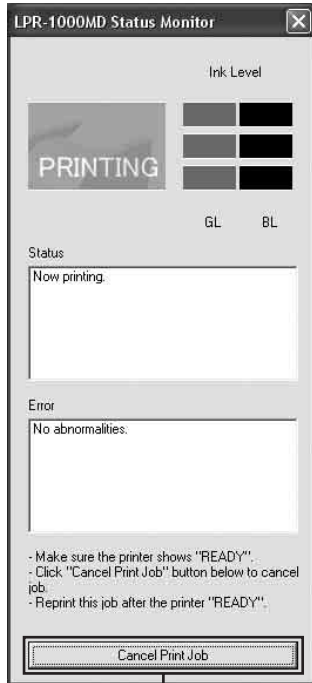 LPR-1000MD Status Monitor
Ink Level
PRINTING
GL BL
Status
Now printing.
Error
No abnormalities.
- Make sure the printer shows "READY".
- Click "Cancel Print Job" button below to cancel
job.
- Reprint this job after the printer "READY".
Cancel Print Job